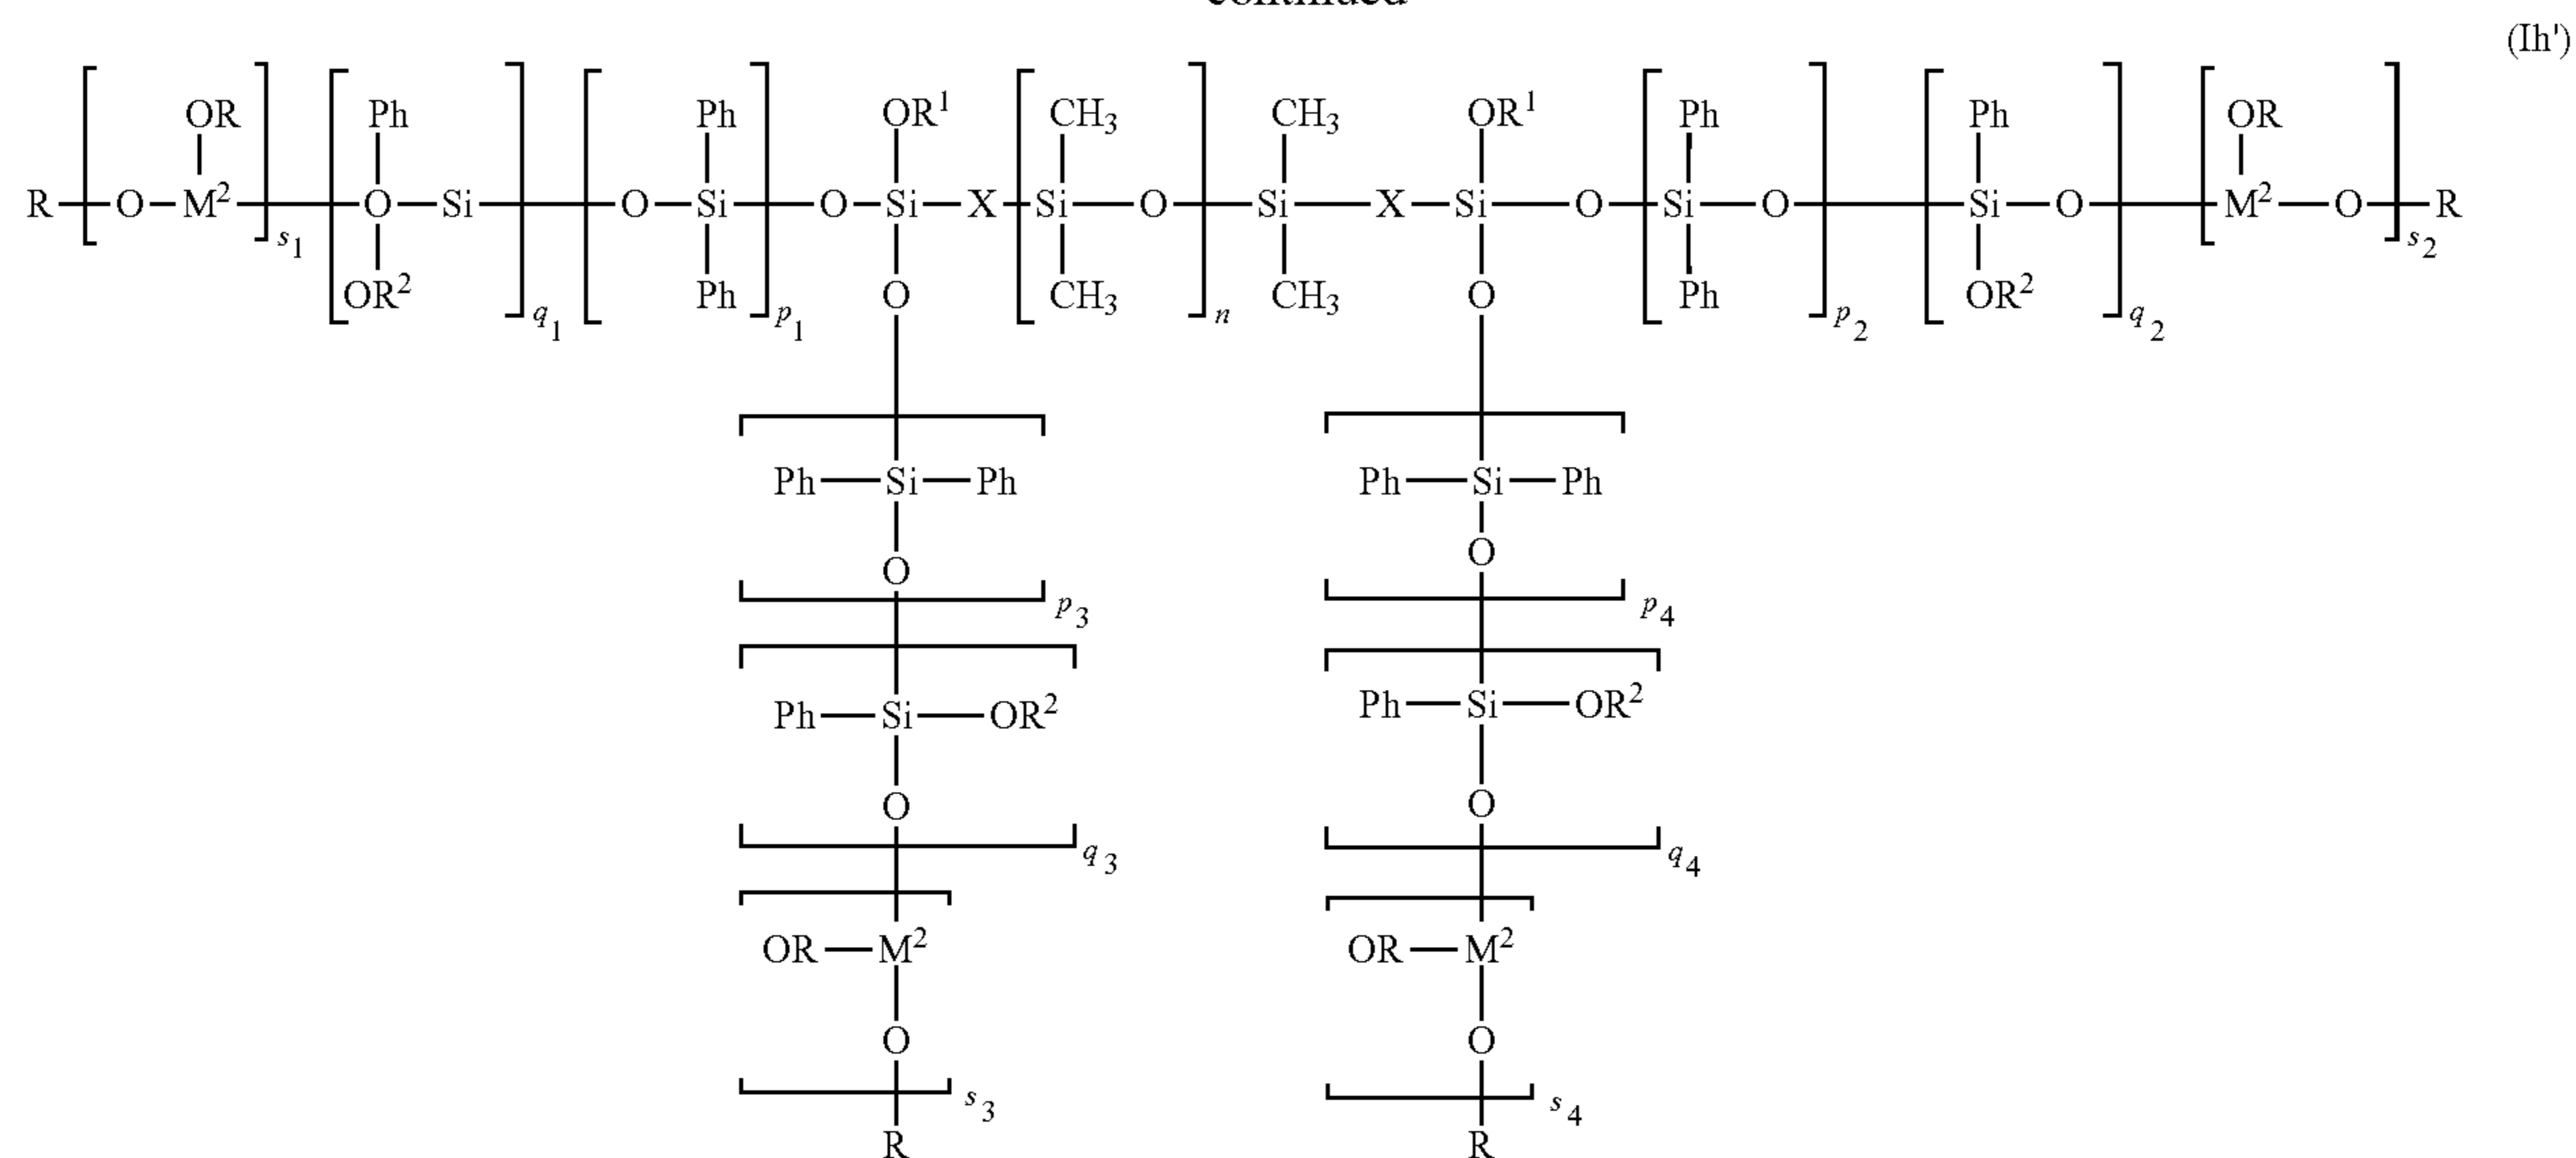 continued
(Ih')
OR Ph Ph OR¹ CH₃ CH₃ OR¹ Ph Ph OR
R O M² O Si O Si O Si X Si O Si X Si O Si O Si O M² O R
s₁ s₂
OR² Ph O CH₃ CH₃ O Ph OR²
q₁ p₁ n p₂ q₂
Ph Si Ph Ph Si Ph
O O
p₃ p₄
Ph Si OR² Ph Si OR²
O O
q₃ q₄
OR M² OR M²
O O
s₃ s₄
R R